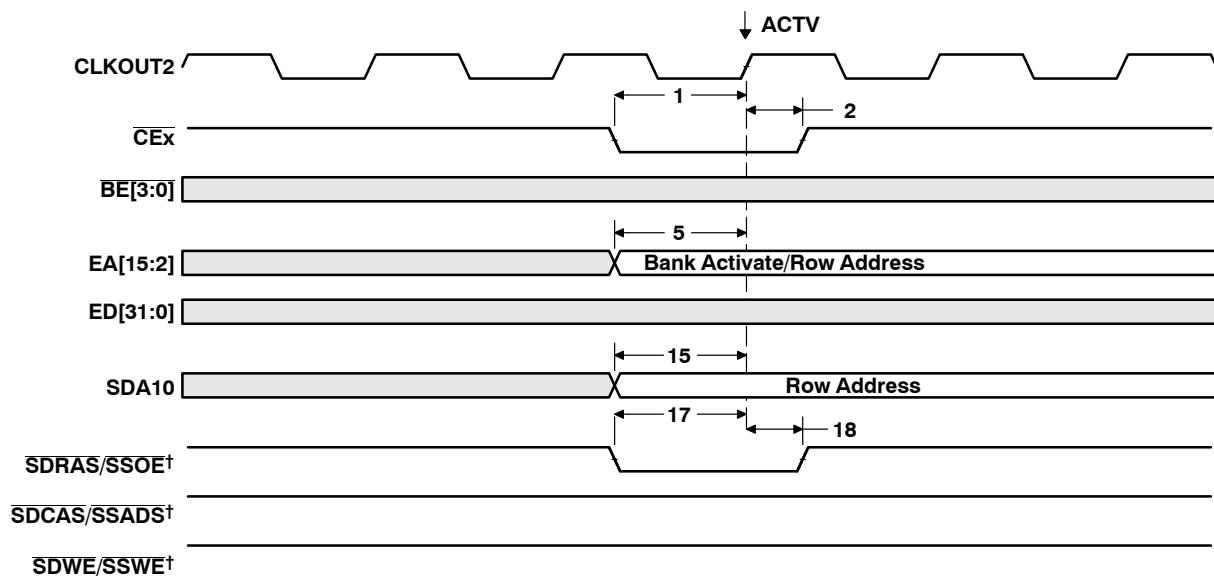 ACTV
CLKOUT2
1
2
CEx
BE[3:0]
5
EA[15:2]
Bank Activate/Row Address
ED[31:0]
15
SDA10
Row Address
17
18
SDRAS/SSOE†
SDCAS/SSADS†
SDWE/SSWE†